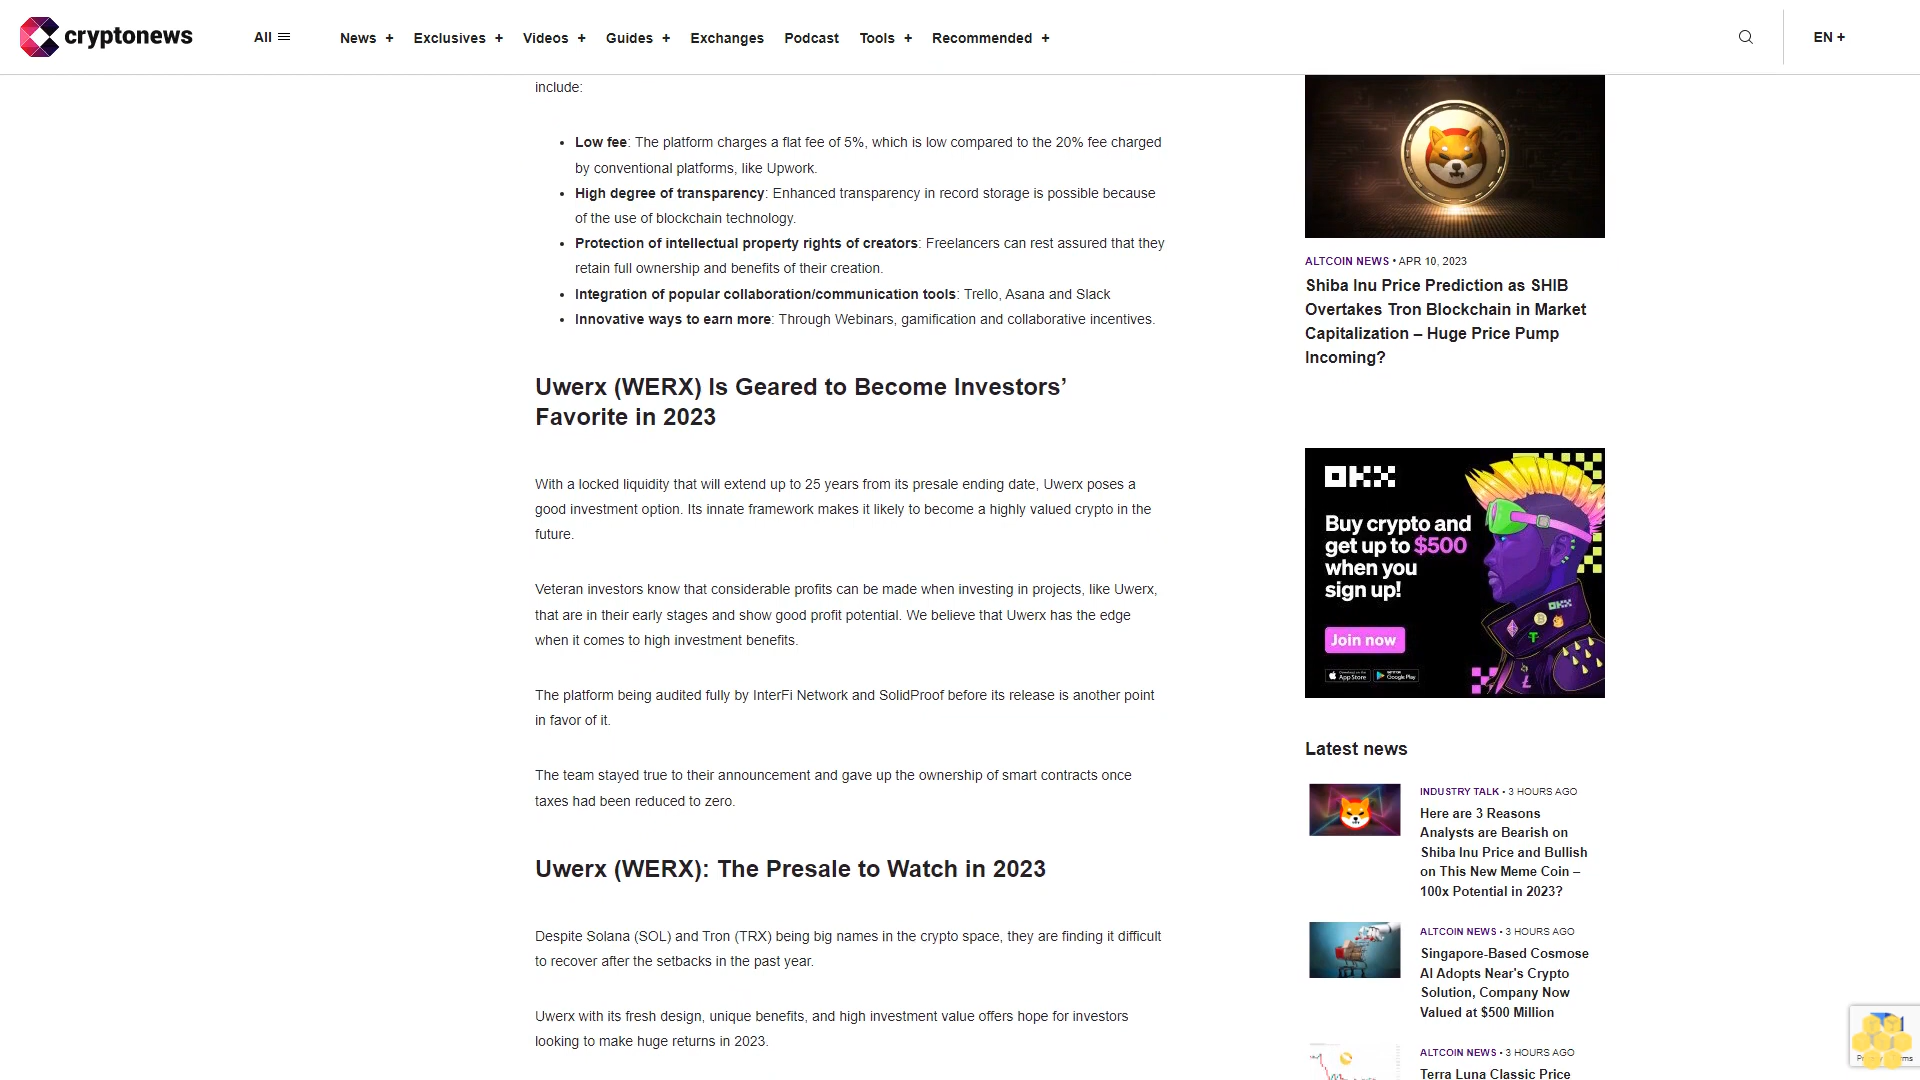 cryptonews
All
News +
Exclusives +
Videos +
Guides +
Exchanges
Podcast
Tools +
Recommended +
EN +
include:
• Low fee: The platform charges a flat fee of 5%, which is low compared to the 20% fee charged
by conventional platforms, like Upwork.
• High degree of transparency: Enhanced transparency in record storage is possible because
of the use of blockchain technology.
• Protection of intellectual property rights of creators: Freelancers can rest assured that they
retain full ownership and benefits of their creation.
• Integration of popular collaboration/communication tools: Trello, Asana and Slack
• Innovative ways to earn more: Through Webinars, gamification and collaborative incentives.
Uwerx (WERX) Is Geared to Become Investors’
Favorite in 2023
With a locked liquidity that will extend up to 25 years from its presale ending date, Uwerx poses a
good investment option. Its innate framework makes it likely to become a highly valued crypto in the
future.
Veteran investors know that considerable profits can be made when investing in projects, like Uwerx,
that are in their early stages and show good profit potential. We believe that Uwerx has the edge
when it comes to high investment benefits.
The platform being audited fully by InterFi Network and SolidProof before its release is another point
in favor of it.
The team stayed true to their announcement and gave up the ownership of smart contracts once
taxes had been reduced to zero.
Uwerx (WERX): The Presale to Watch in 2023
Despite Solana (SOL) and Tron (TRX) being big names in the crypto space, they are finding it difficult
to recover after the setbacks in the past year.
Uwerx with its fresh design, unique benefits, and high investment value offers hope for investors
looking to make huge returns in 2023.
ALTCOIN NEWS • APR 10, 2023
Shiba Inu Price Prediction as SHIB
Overtakes Tron Blockchain in Market
Capitalization – Huge Price Pump
Incoming?
OKX
Buy crypto and
get up to $500
when you
sign up!
Join now
App Store
Google Play
Latest news
INDUSTRY TALK • 3 HOURS AGO
Here are 3 Reasons
Analysts are Bearish on
Shiba Inu Price and Bullish
on This New Meme Coin –
100x Potential in 2023?
ALTCOIN NEWS • 3 HOURS AGO
Singapore-Based Cosmose
AI Adopts Near's Crypto
Solution, Company Now
Valued at $500 Million
ALTCOIN NEWS • 3 HOURS AGO
Terra Luna Classic Price